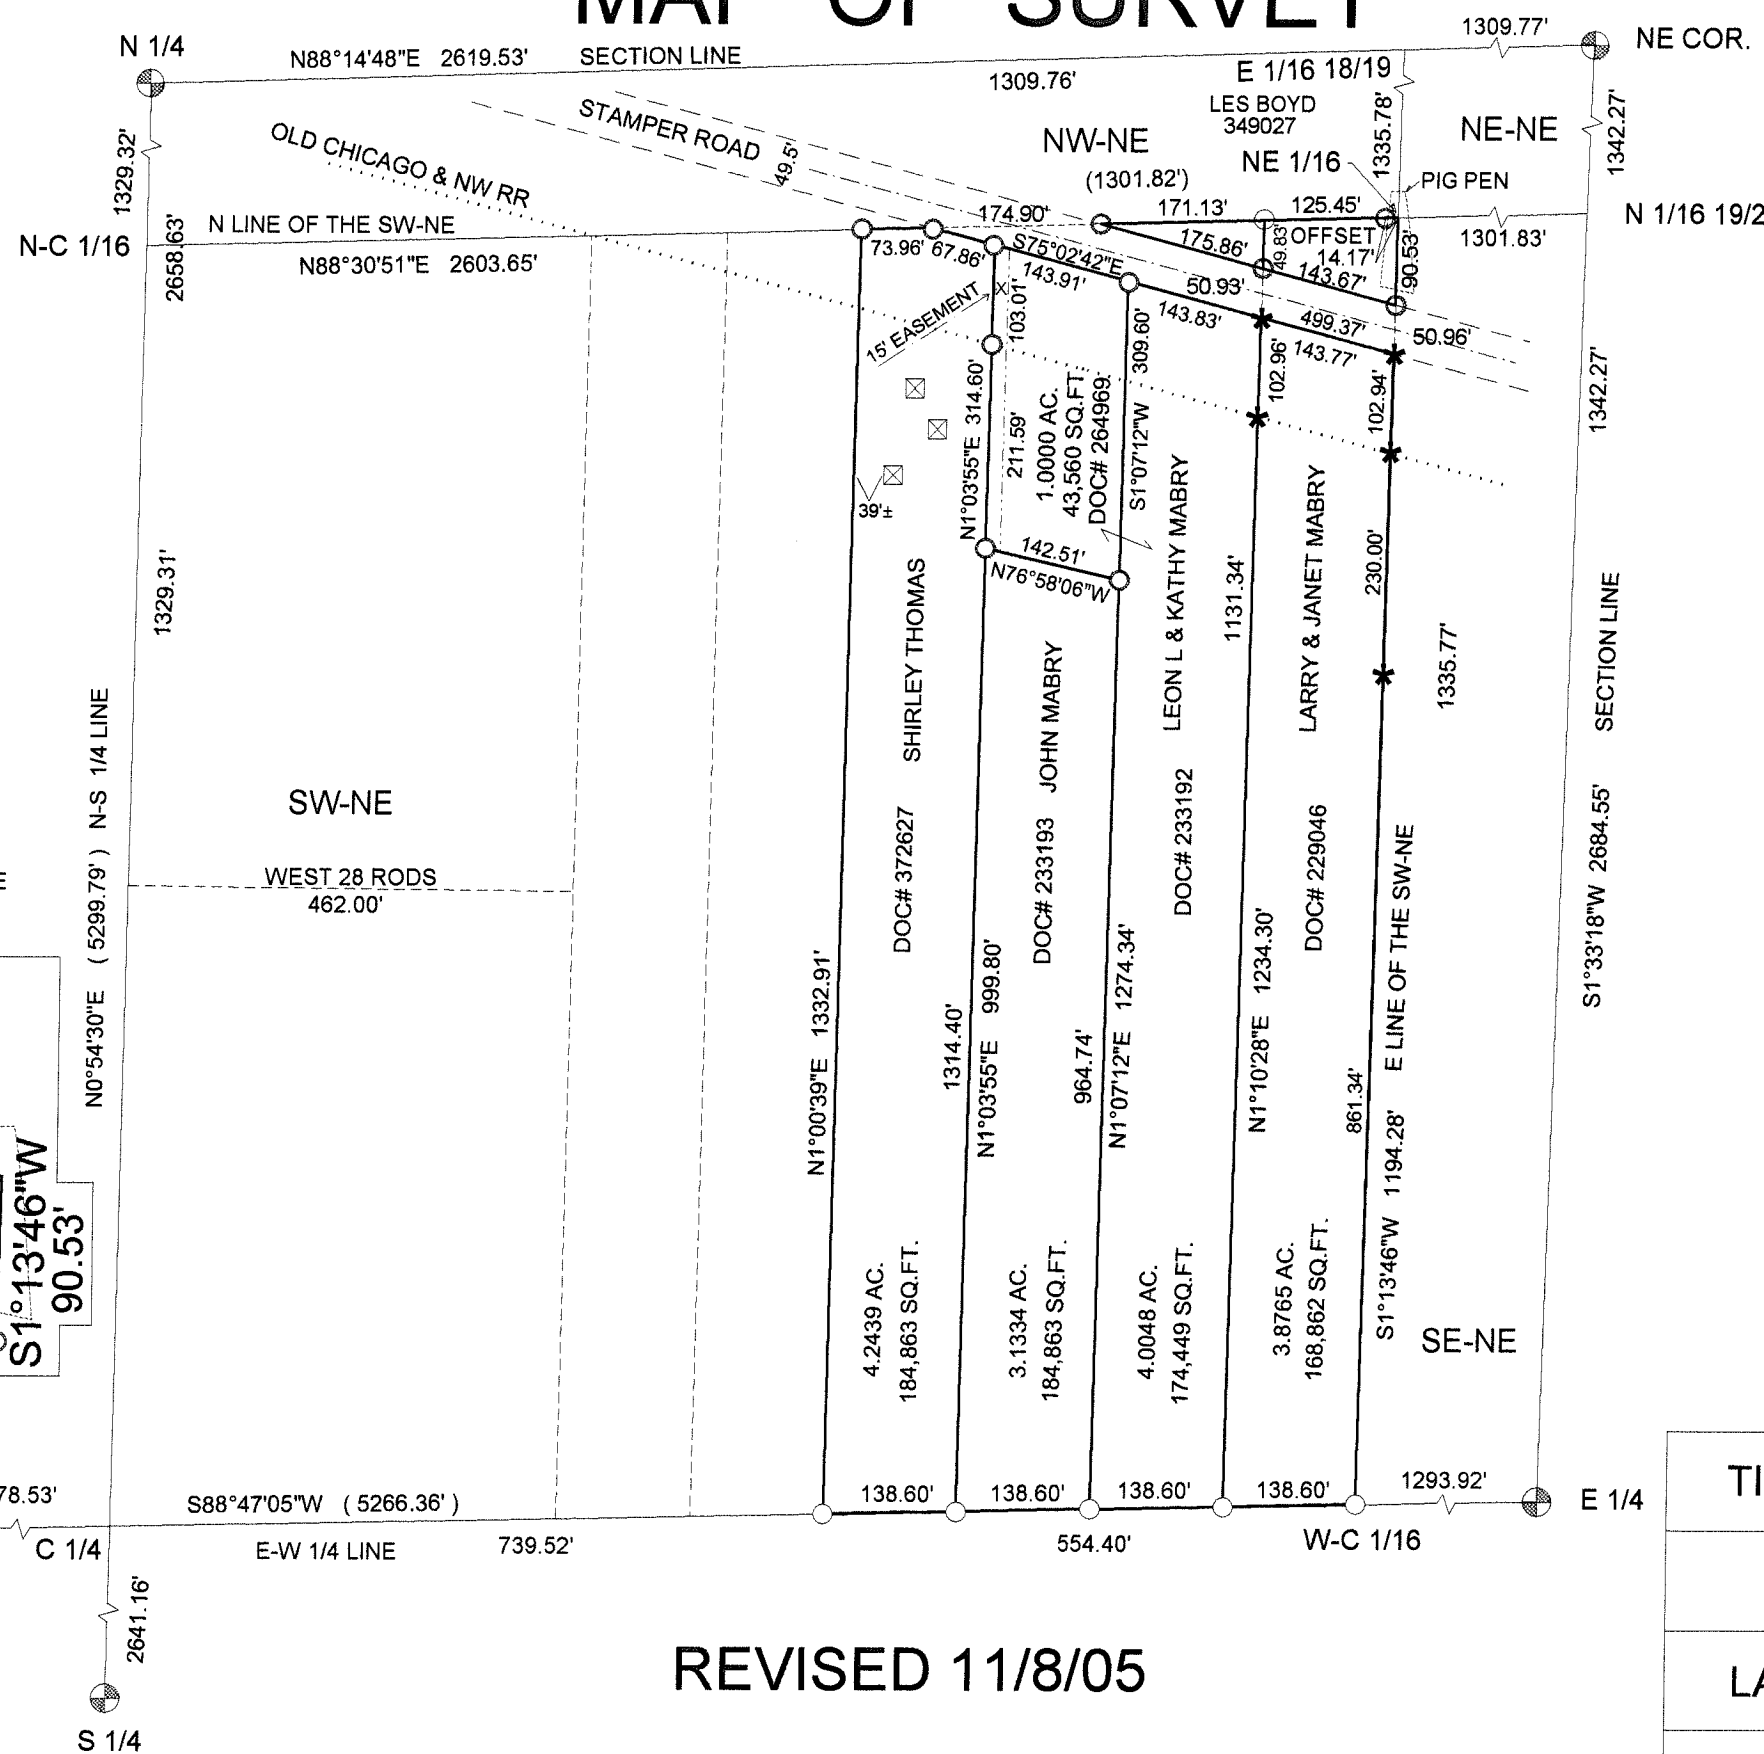 MAP OF SURVEY
N 1/4
N88°14'48"E 2619.53'
SECTION LINE
1309.76'
1309.77'
NE COR.
E 1/16 18/19
LES BOYD
349027
NW-NE
NE-NE
NE 1/16
(1301.82')
1335.78'
1342.27'
PIG PEN
STAMPER ROAD
49.5'
OLD CHICAGO & NW RR
1329.32'
N LINE OF THE SW-NE
N-C 1/16
N88°30'51"E 2603.65'
2658.63'
174.90'
171.13'
125.45'
N 1/16 19/2
1301.83'
73.96'
67.86'
S75°02'42"E
143.91'
175.86'
49.83'
OFFSET
14.17'
90.53'
143.67'
50.93'
143.83'
499.37'
143.77'
50.96'
15' EASEMENT
X
103.01'
309.60'
102.96'
102.94'
1342.27'
39'±
N1°03'55"E 314.60'
211.59'
1.0000 AC.
43,560 SQ.FT.
DOC# 264969
S1°07'12"W
142.51'
N76°58'06"W
1329.31'
SHIRLEY THOMAS
JOHN MABRY
LEON L & KATHY MABRY
LARRY & JANET MABRY
1131.34'
230.00'
1335.77'
SECTION LINE
N0°54'30"E ( 5299.79' ) N-S 1/4 LINE
SW-NE
WEST 28 RODS
462.00'
DOC# 372627
DOC# 233193
DOC# 233192
DOC# 229046
E LINE OF THE SW-NE
S1°33'18"W 2684.55'
N1°00'39"E 1332.91'
1314.40'
N1°03'55"E 999.80'
964.74'
N1°07'12"E 1274.34'
N1°10'28"E 1234.30'
861.34'
S1°13'46"W 1194.28'
S1°13'46"W
90.53'
4.2439 AC.
184,863 SQ.FT.
3.1334 AC.
184,863 SQ.FT.
4.0048 AC.
174,449 SQ.FT.
3.8765 AC.
168,862 SQ.FT.
SE-NE
78.53'
S88°47'05"W ( 5266.36' )
138.60'
138.60'
138.60'
138.60'
1293.92'
E 1/4
C 1/4
E-W 1/4 LINE
739.52'
554.40'
W-C 1/16
2641.16'
S 1/4
REVISED 11/8/05
TI
LA